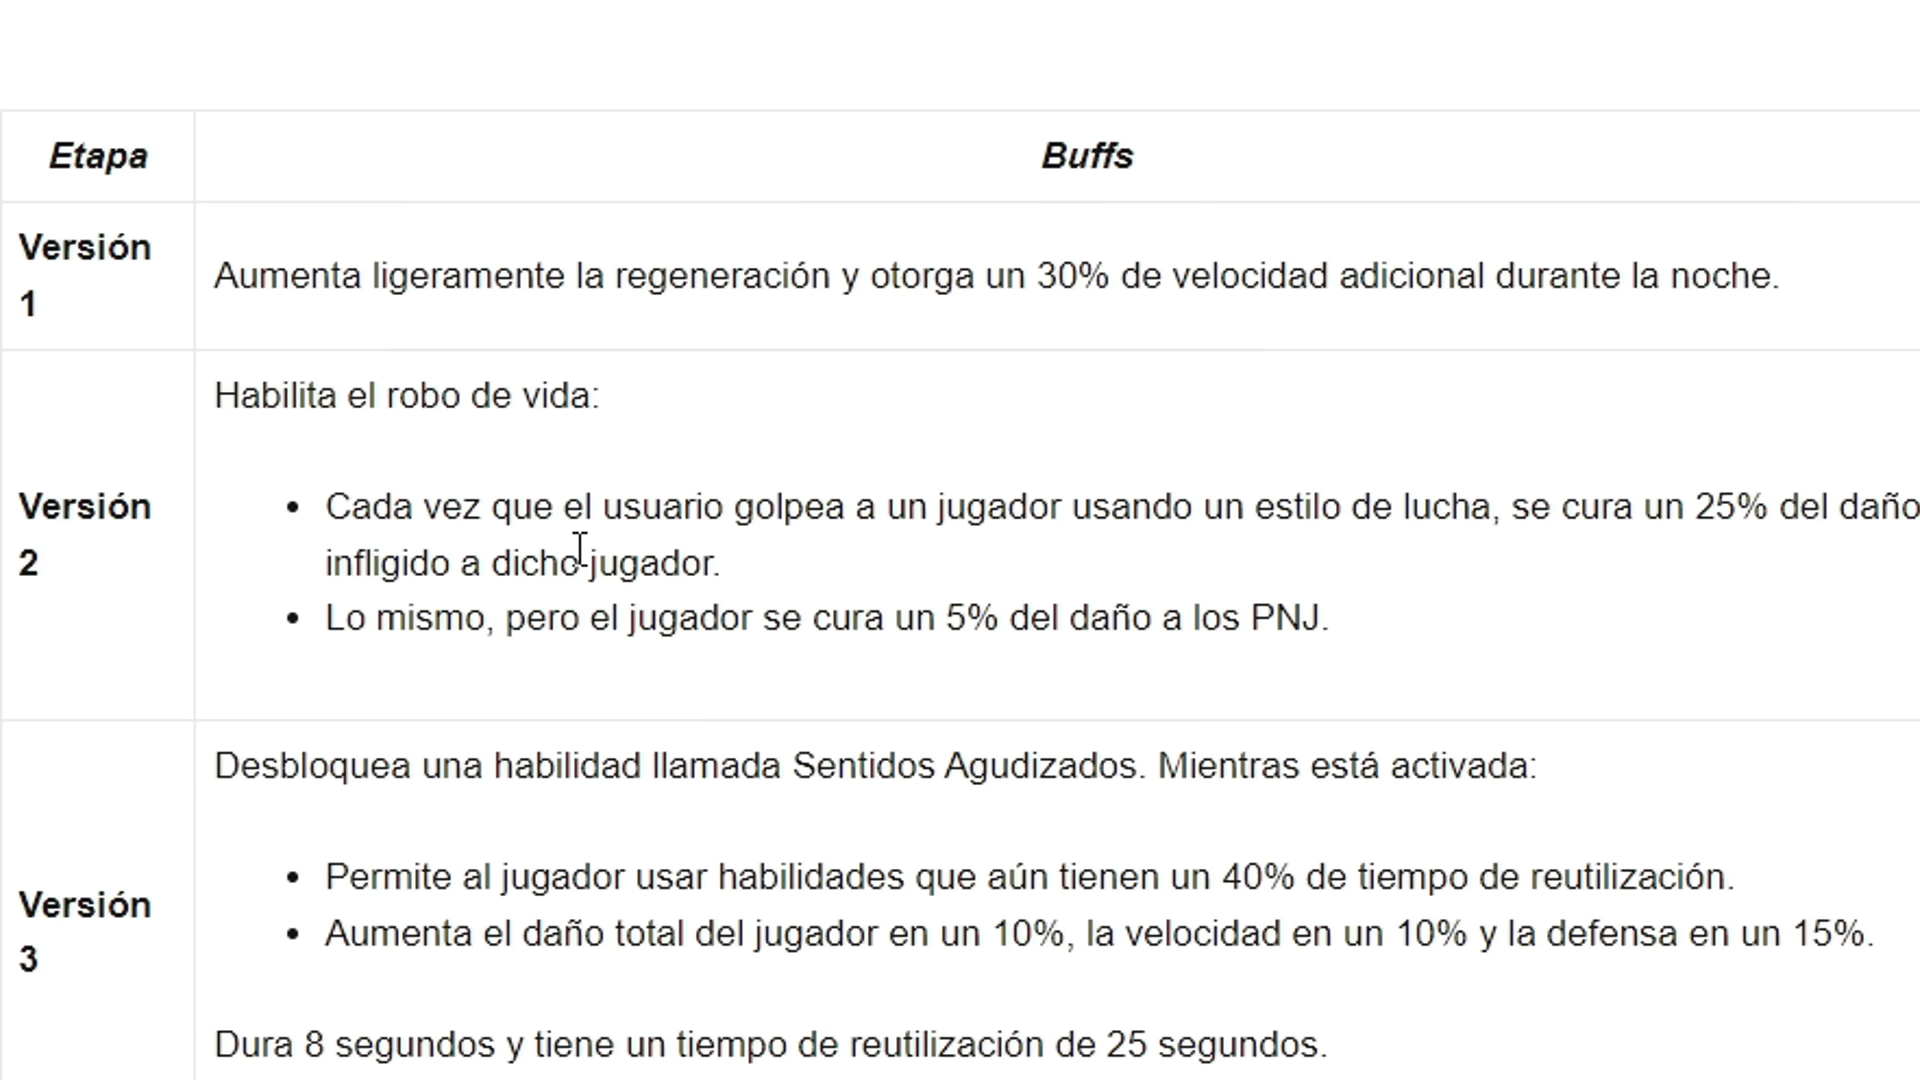 Etapa
Buffs
Versión
1
Aumenta ligeramente la regeneración y otorga un 30% de velocidad adicional durante la noche.
Versión
2
Habilita el robo de vida:
• Cada vez que el usuario golpea a un jugador usando un estilo de lucha, se cura un 25% del daño
infligido a dicho jugador.
• Lo mismo, pero el jugador se cura un 5% del daño a los PNJ.
Versión
3
Desbloquea una habilidad llamada Sentidos Agudizados. Mientras está activada:
• Permite al jugador usar habilidades que aún tienen un 40% de tiempo de reutilización.
• Aumenta el daño total del jugador en un 10%, la velocidad en un 10% y la defensa en un 15%.
Dura 8 segundos y tiene un tiempo de reutilización de 25 segundos.